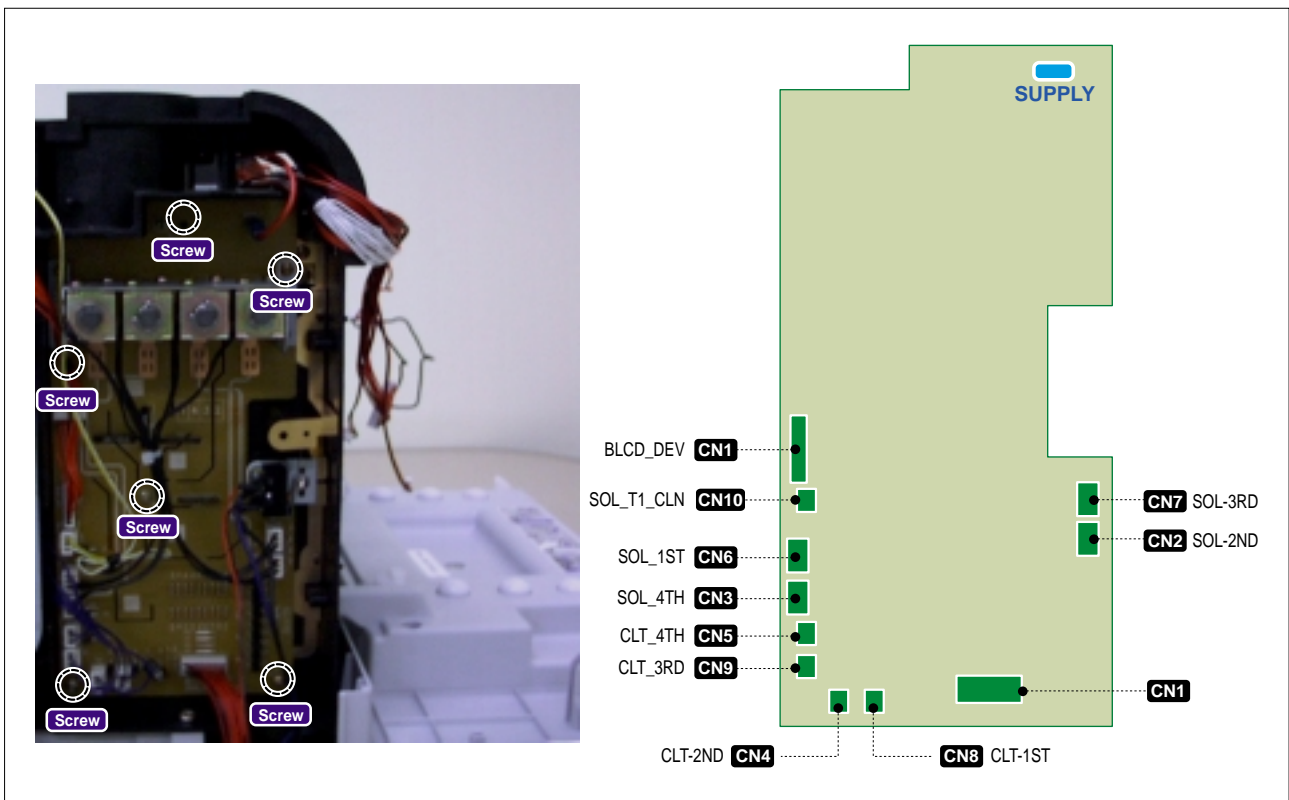 Screw
Screw
Screw
Screw
Screw
Screw
SUPPLY
BLCD_DEV CN1
SOL_T1_CLN CN10
SOL_1ST CN6
SOL_4TH CN3
CLT_4TH CN5
CLT_3RD CN9
CLT-2ND CN4
CN8 CLT-1ST
CN1
CN7 SOL-3RD
CN2 SOL-2ND